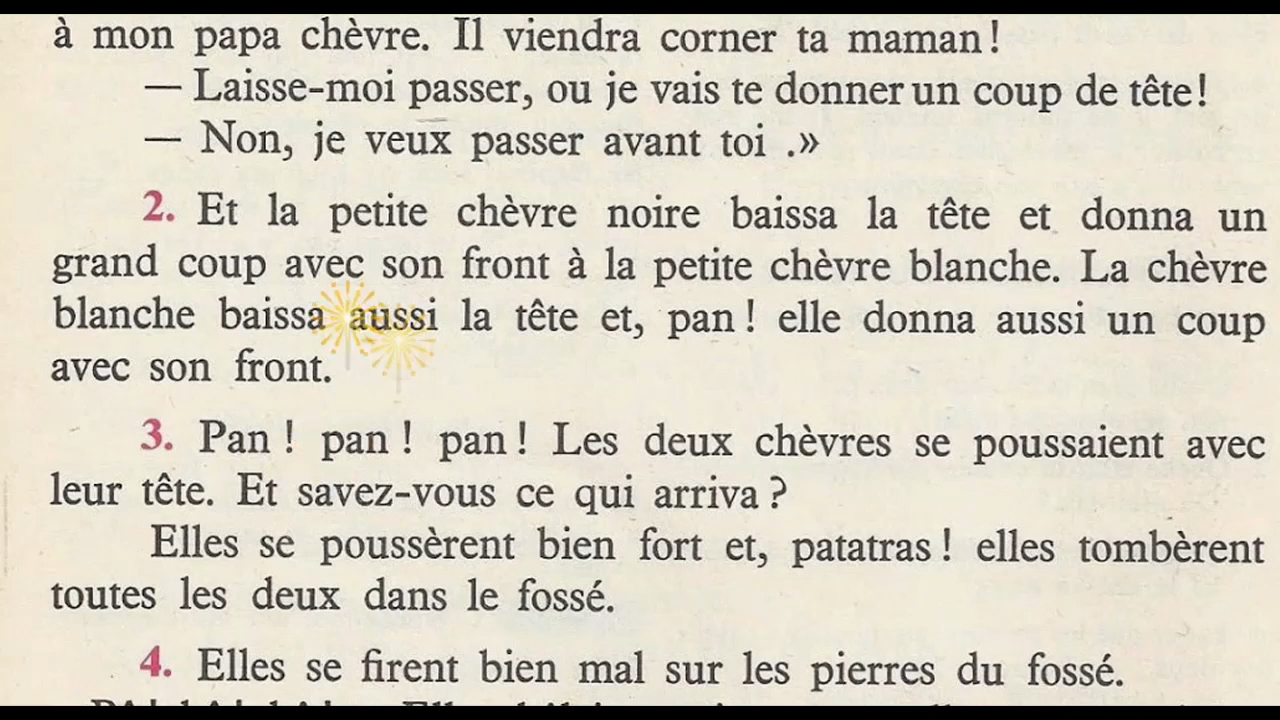 à mon papa chèvre. Il viendra corner ta maman !
— Laisse-moi passer, ou je vais te donner un coup de tête !
— Non, je veux passer avant toi .»
2. Et la petite chèvre noire baissa la tête et donna un
grand coup avec son front à la petite chèvre blanche. La chèvre
blanche baissa aussi la tête et, pan ! elle donna aussi un coup
avec son front.
3. Pan ! pan ! pan ! Les deux chèvres se poussaient avec
leur tête. Et savez-vous ce qui arriva ?
Elles se poussèrent bien fort et, patatras ! elles tombèrent
toutes les deux dans le fossé.
4. Elles se firent bien mal sur les pierres du fossé.